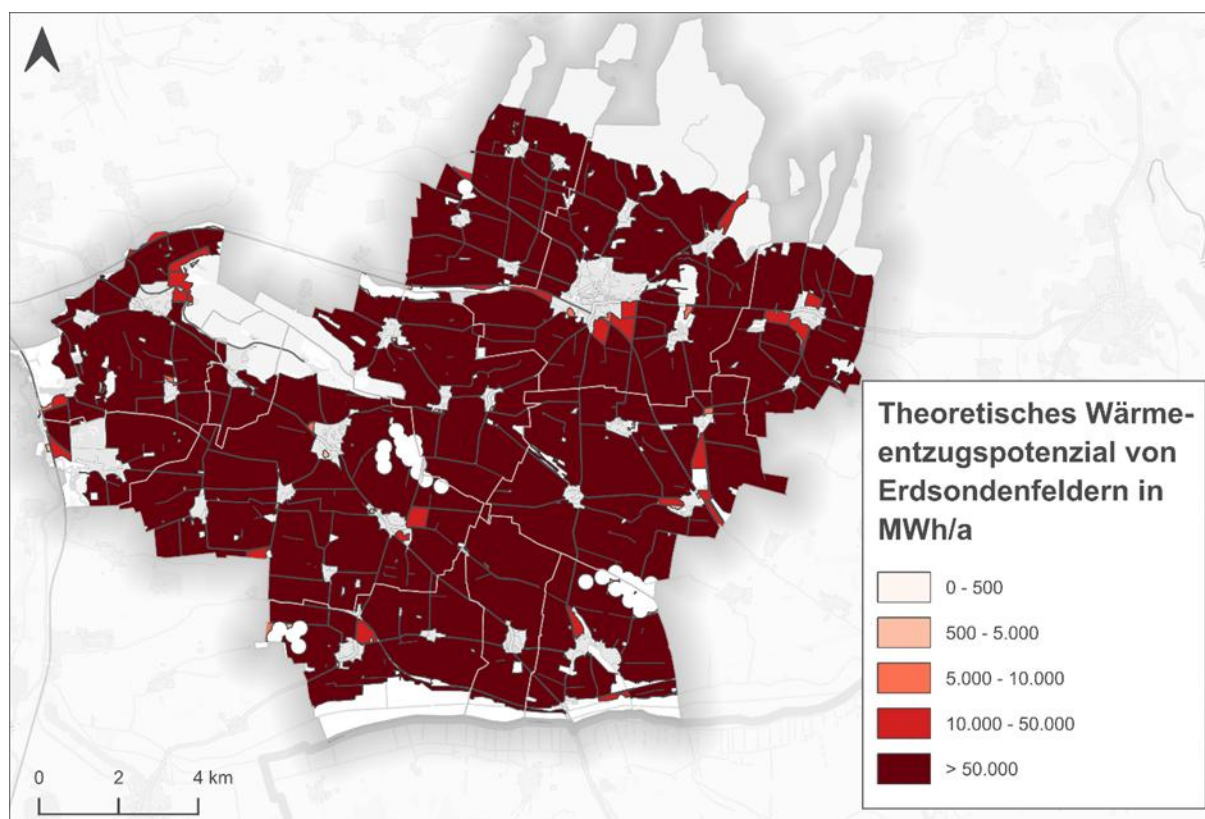 Theoretisches Wärme-
entzugspotenzial von
Erdsondenfeldern in
MWh/a
0 - 500
500 - 5.000
5.000 - 10.000
10.000 - 50.000
> 50.000
0 2 4 km